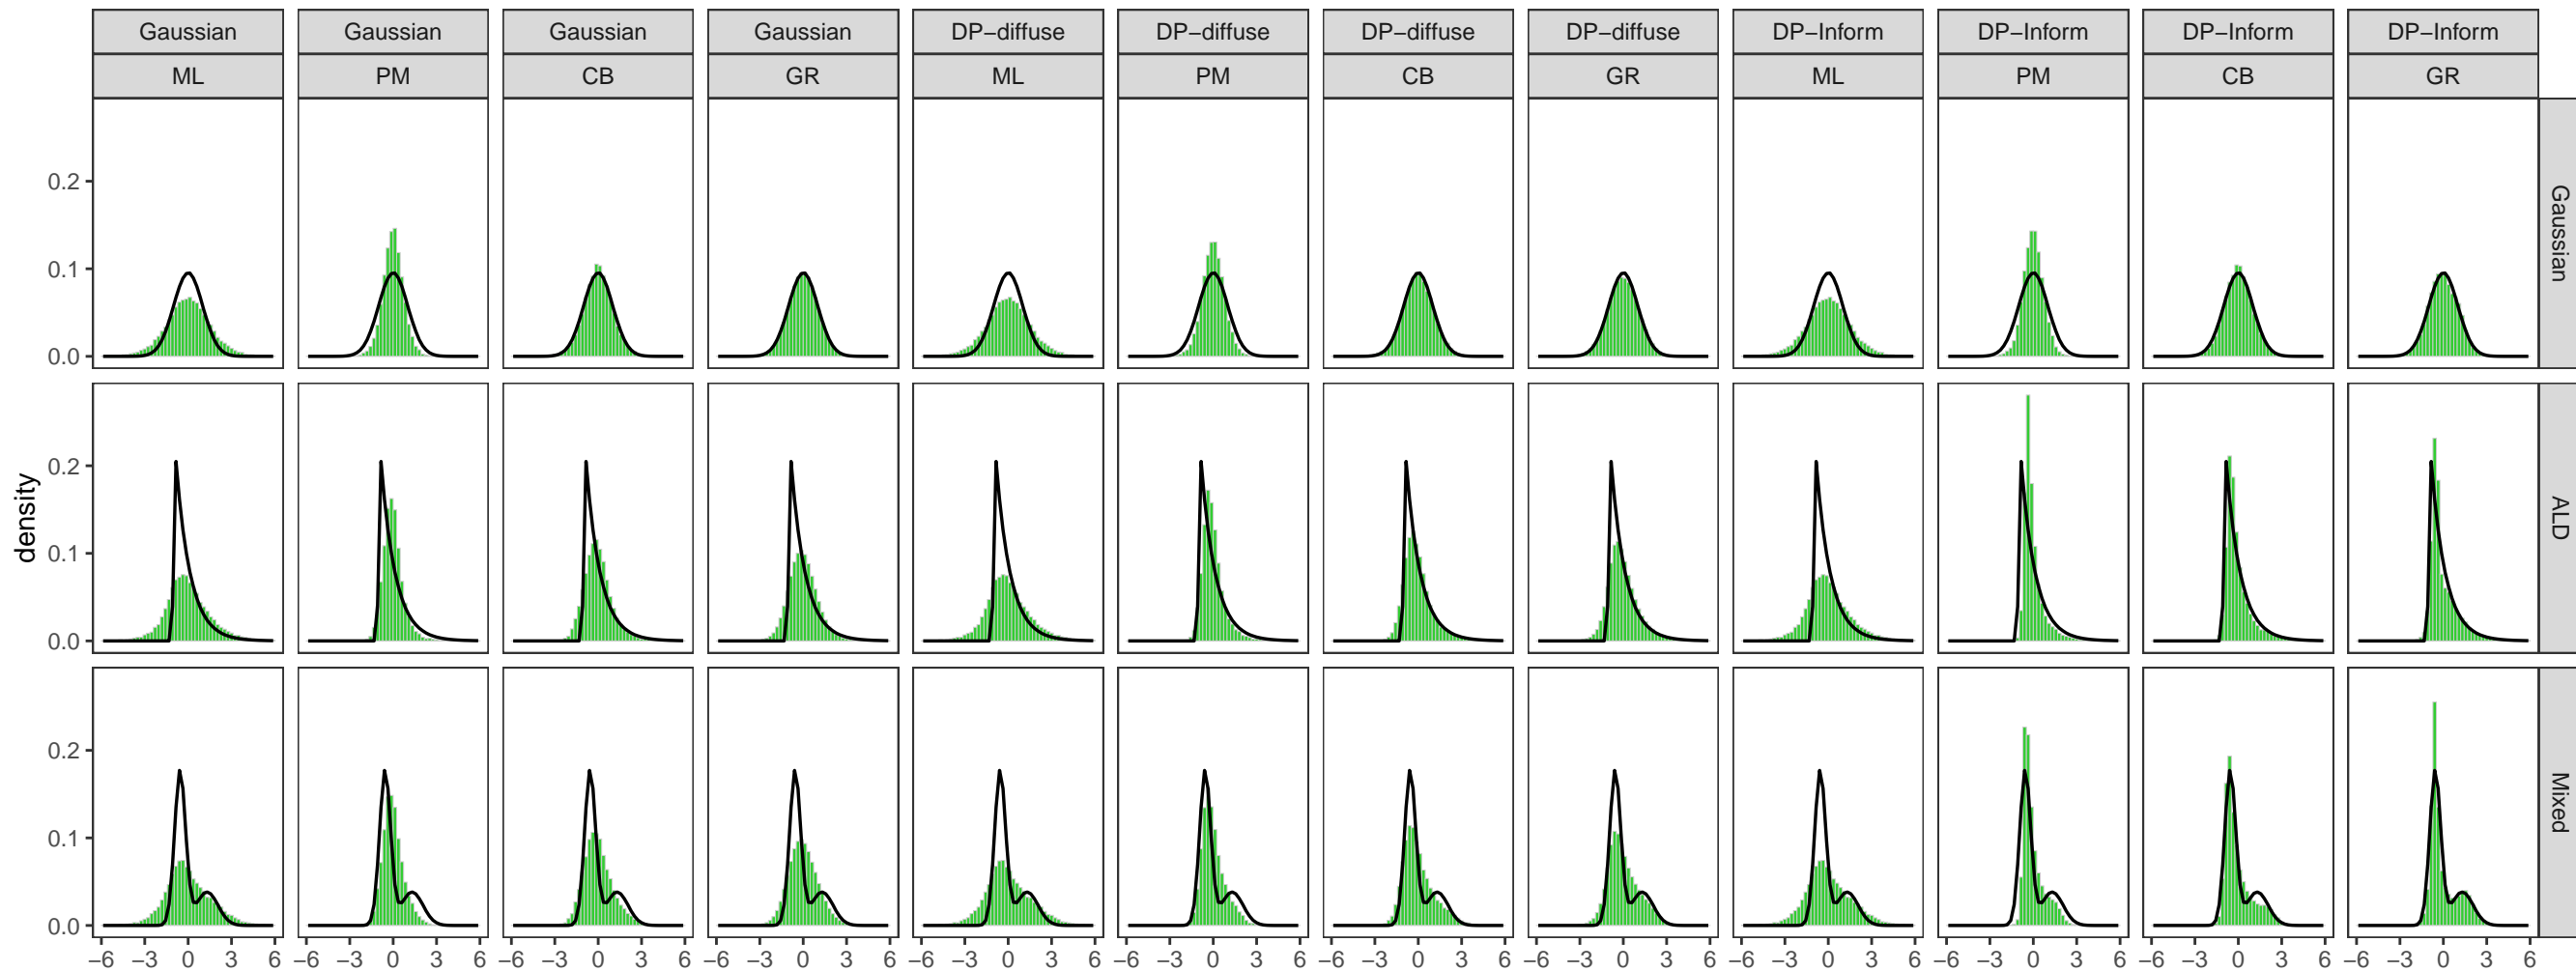 Gaussian Gaussian Gaussian Gaussian DP−diffuse DP−diffuse DP−diffuse DP−diffuse DP−Inform DP−Inform DP−Inform DP−Inform
ML PM CB GR ML PM CB GR ML PM CB GR
0.2
0.1
0.0
Gaussian
density
0.2
0.1
0.0
ALD
0.2
0.1
0.0
Mixed
−6 −3 0 3 6 −6 −3 0 3 6 −6 −3 0 3 6 −6 −3 0 3 6 −6 −3 0 3 6 −6 −3 0 3 6 −6 −3 0 3 6 −6 −3 0 3 6 −6 −3 0 3 6 −6 −3 0 3 6 −6 −3 0 3 6 −6 −3 0 3 6